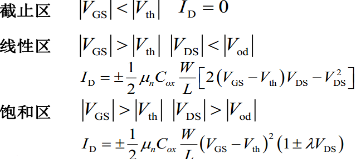 截止区 |V_GS| < |V_th| I_D = 0
线性区 |V_GS| > |V_th| |V_DS| < |V_od|
I_D = ± 1/2 μ_n C_ox W/L [2(V_GS − V_th)V_DS − V_DS²]
饱和区 |V_GS| > |V_th| |V_DS| > |V_od|
I_D = ± 1/2 μ_n C_ox W/L (V_GS − V_th)² (1 ± λV_DS)